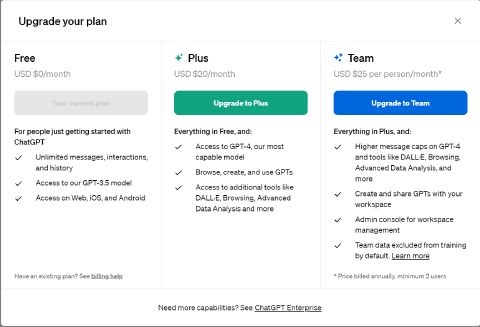 Upgrade your plan
Free
USD $0/month
Your current plan
For people just getting started with
ChatGPT
Unlimited messages, interactions,
and history
Access to our GPT-3.5 model
Access on Web, iOS, and Android
Have an existing plan? See billing help
Plus
USD $20/month
Upgrade to Plus
Everything in Free, and:
Access to GPT-4, our most
capable model
Browse, create, and use GPTs
Access to additional tools like
DALL·E, Browsing, Advanced
Data Analysis and more
Team
USD $25 per person/month*
Upgrade to Team
Everything in Plus, and:
Higher message caps on GPT-4
and tools like DALL·E, Browsing,
Advanced Data Analysis, and
more
Create and share GPTs with your
workspace
Admin console for workspace
management
Team data excluded from training
by default. Learn more
* Price billed annually, minimum 2 users
Need more capabilities? See ChatGPT Enterprise